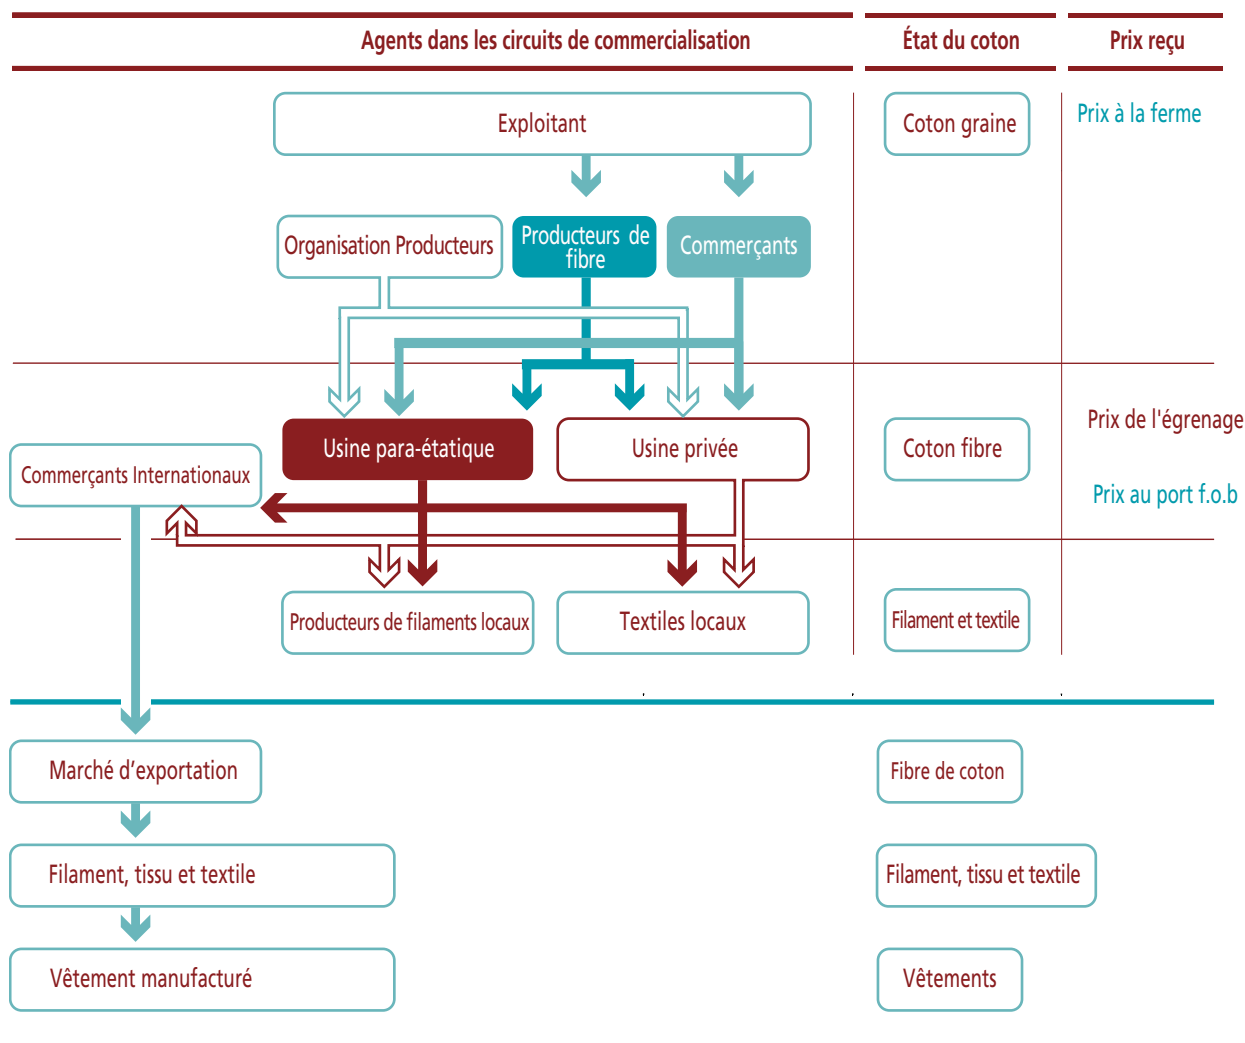 Agents dans les circuits de commercialisation
État du coton
Prix reçu
Exploitant
Coton graine
Prix à la ferme
Organisation Producteurs
Producteurs de
fibre
Commerçants
Usine para-étatique
Usine privée
Coton fibre
Prix de l'égrenage
Commerçants Internationaux
Prix au port f.o.b
Producteurs de filaments locaux
Textiles locaux
Filament et textile
Marché d’exportation
Fibre de coton
Filament, tissu et textile
Filament, tissu et textile
Vêtement manufacturé
Vêtements